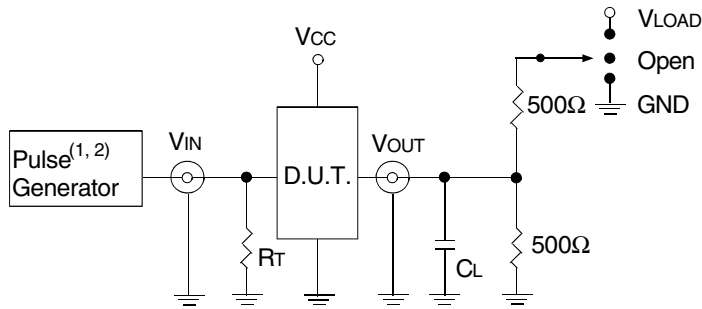 VLOAD
VCC
Open
500Ω
GND
Pulse(1, 2)
Generator
VIN
D.U.T.
VOUT
RT
CL
500Ω